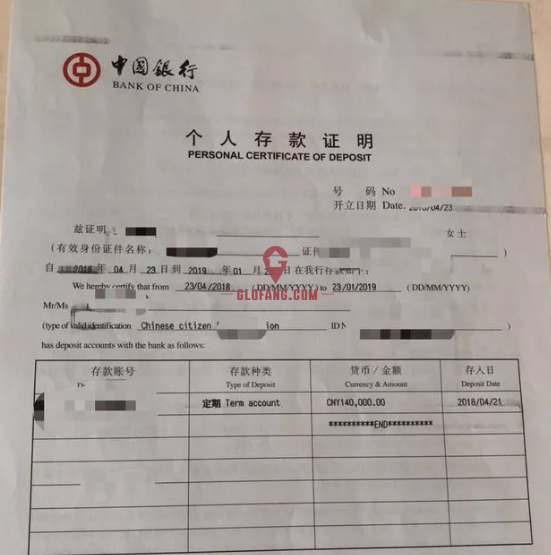 中国银行
BANK OF CHINA
个人存款证明
PERSONAL CERTIFICATE OF DEPOSIT
号 码 No
开立日期 Date. 2018/04/23
兹证明 女士
(有效身份证件名称: 证件 )
自 2018 年 04 月 23 日到 2019 年 01 月 日在我行存款如下:
We hereby certify that from 23/04/2018 (DD/MM/YYYY) to 23/01/2019 (DD/MM/YYYY)
GLOFANG.COM
Mr/Ms
(type of valid identification Chinese citizen
has deposit accounts with the bank as follows:
存款账号 存款种类 货币/金额 存入日
Type of Deposit Currency & Amount Deposit Date
定期 Term account CNY140,000.00 2018/04/21
**********END**********